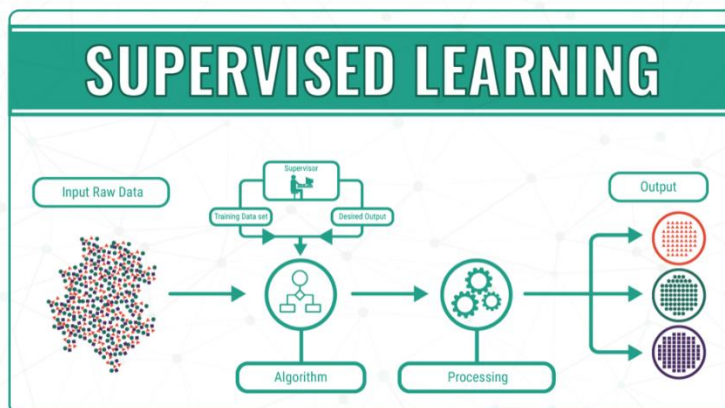 SUPERVISED LEARNING
Input Raw Data
Supervisor
Training Data set
Desired Output
Algorithm
Processing
Output